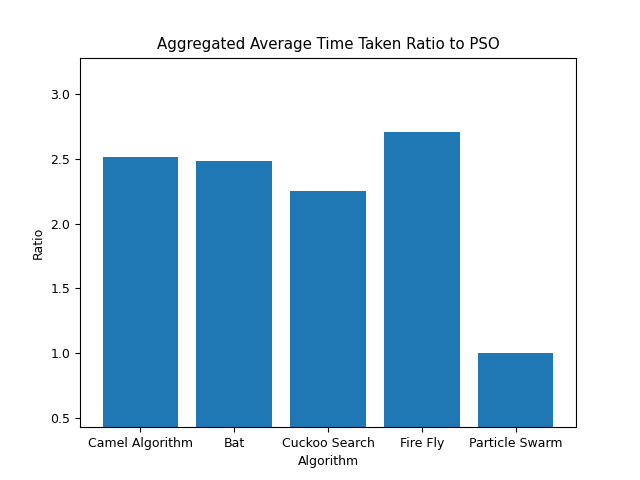 Aggregated Average Time Taken Ratio to PSO
3.0
2.5
2.0
1.5
1.0
0.5
Ratio
Camel Algorithm Bat Cuckoo Search Fire Fly Particle Swarm
Algorithm